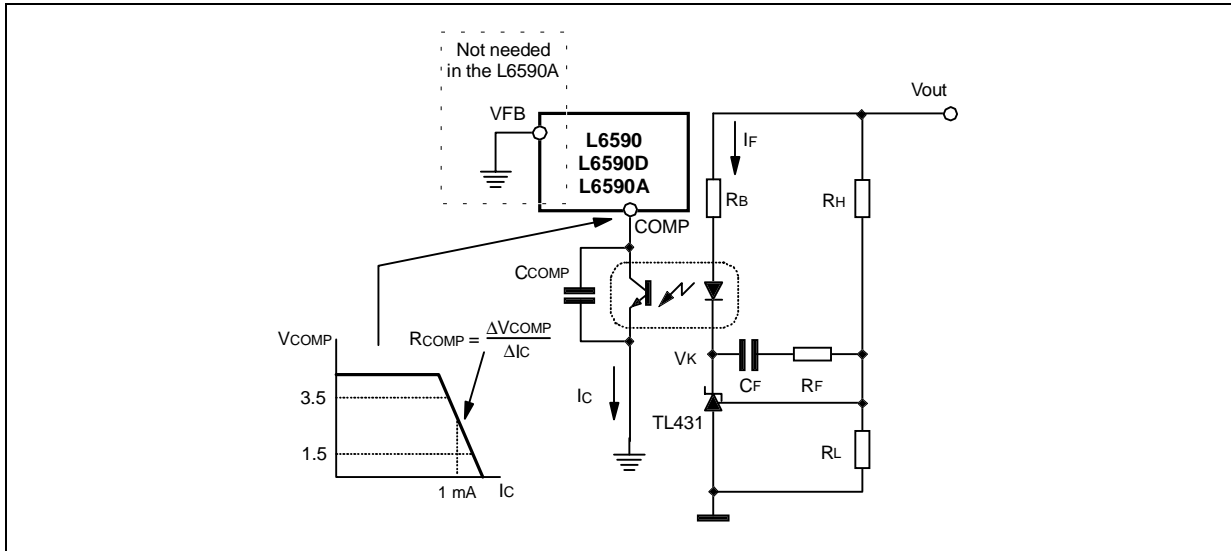 Not needed
in the L6590A
VFB
L6590
L6590D
L6590A
COMP
Vout
IF
RB
RH
CCOMP
VCOMP
RCOMP = ΔVCOMP
ΔIC
3.5
1.5
1 mA
IC
IC
VK
CF
RF
TL431
RL